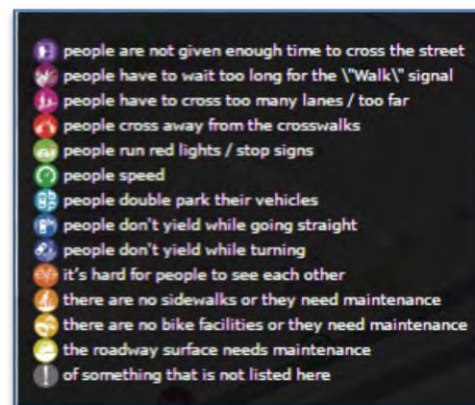 people are not given enough time to cross the street
people have to wait too long for the \"Walk\" signal
people have to cross too many lanes / too far
people cross away from the crosswalks
people run red lights / stop signs
people speed
people double park their vehicles
people don't yield while going straight
people don't yield while turning
it's hard for people to see each other
there are no sidewalks or they need maintenance
there are no bike facilities or they need maintenance
the roadway surface needs maintenance
of something that is not listed here